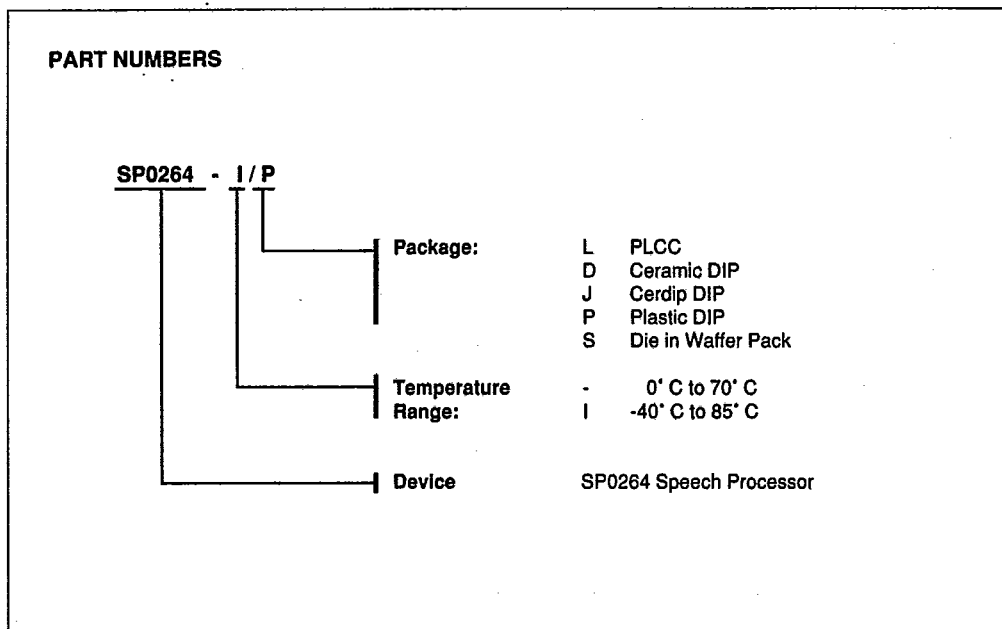 PART NUMBERS
SP0264 - I / P
Package: L PLCC
D Ceramic DIP
J Cerdip DIP
P Plastic DIP
S Die in Waffer Pack
Temperature - 0° C to 70° C
Range: I -40° C to 85° C
Device SP0264 Speech Processor